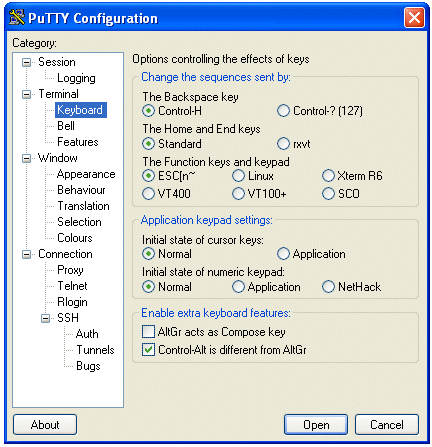 PuTTY Configuration
Category:
Session
Logging
Terminal
Keyboard
Bell
Features
Window
Appearance
Behaviour
Translation
Selection
Colours
Connection
Proxy
Telnet
Rlogin
SSH
Auth
Tunnels
Bugs
Options controlling the effects of keys
Change the sequences sent by:
The Backspace key
Control-H Control-? (127)
The Home and End keys
Standard rxvt
The Function keys and keypad
ESC[n~ Linux Xterm R6
VT400 VT100+ SCO
Application keypad settings:
Initial state of cursor keys:
Normal Application
Initial state of numeric keypad:
Normal Application NetHack
Enable extra keyboard features:
AltGr acts as Compose key
Control-Alt is different from AltGr
About Open Cancel